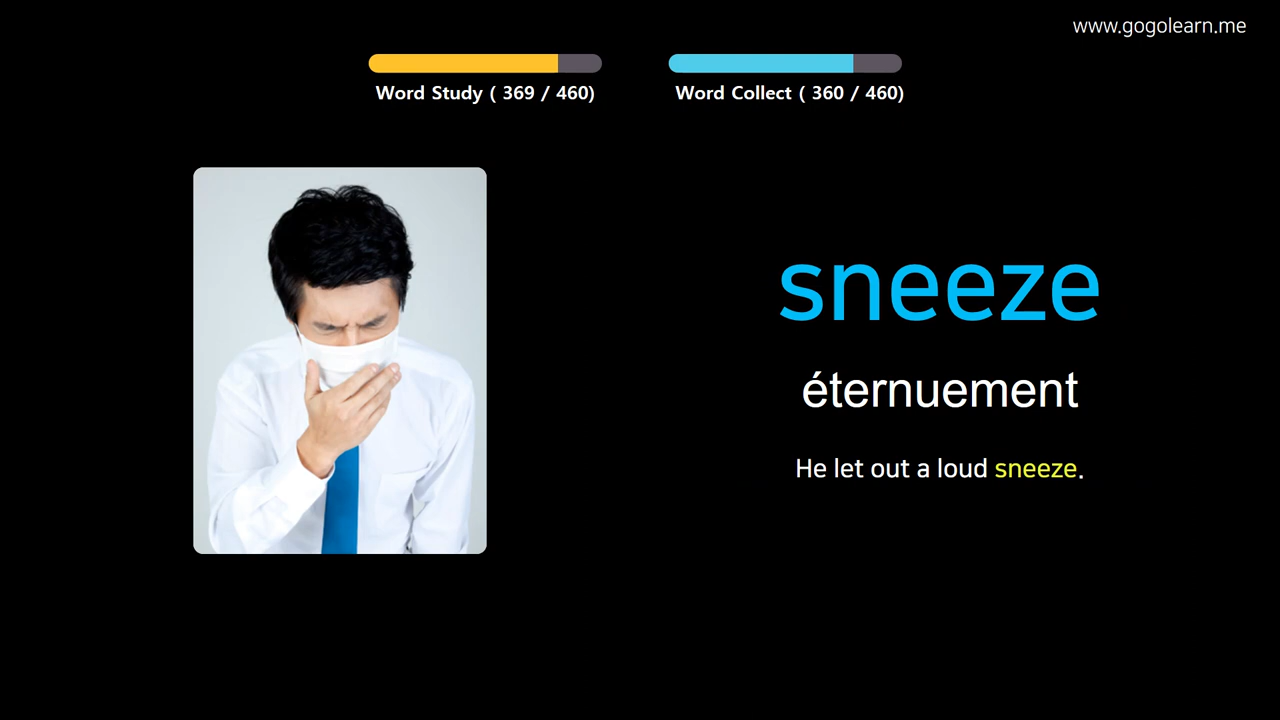 www.gogolearn.me
Word Study ( 369 / 460)
Word Collect ( 360 / 460)
sneeze
éternuement
He let out a loud sneeze.